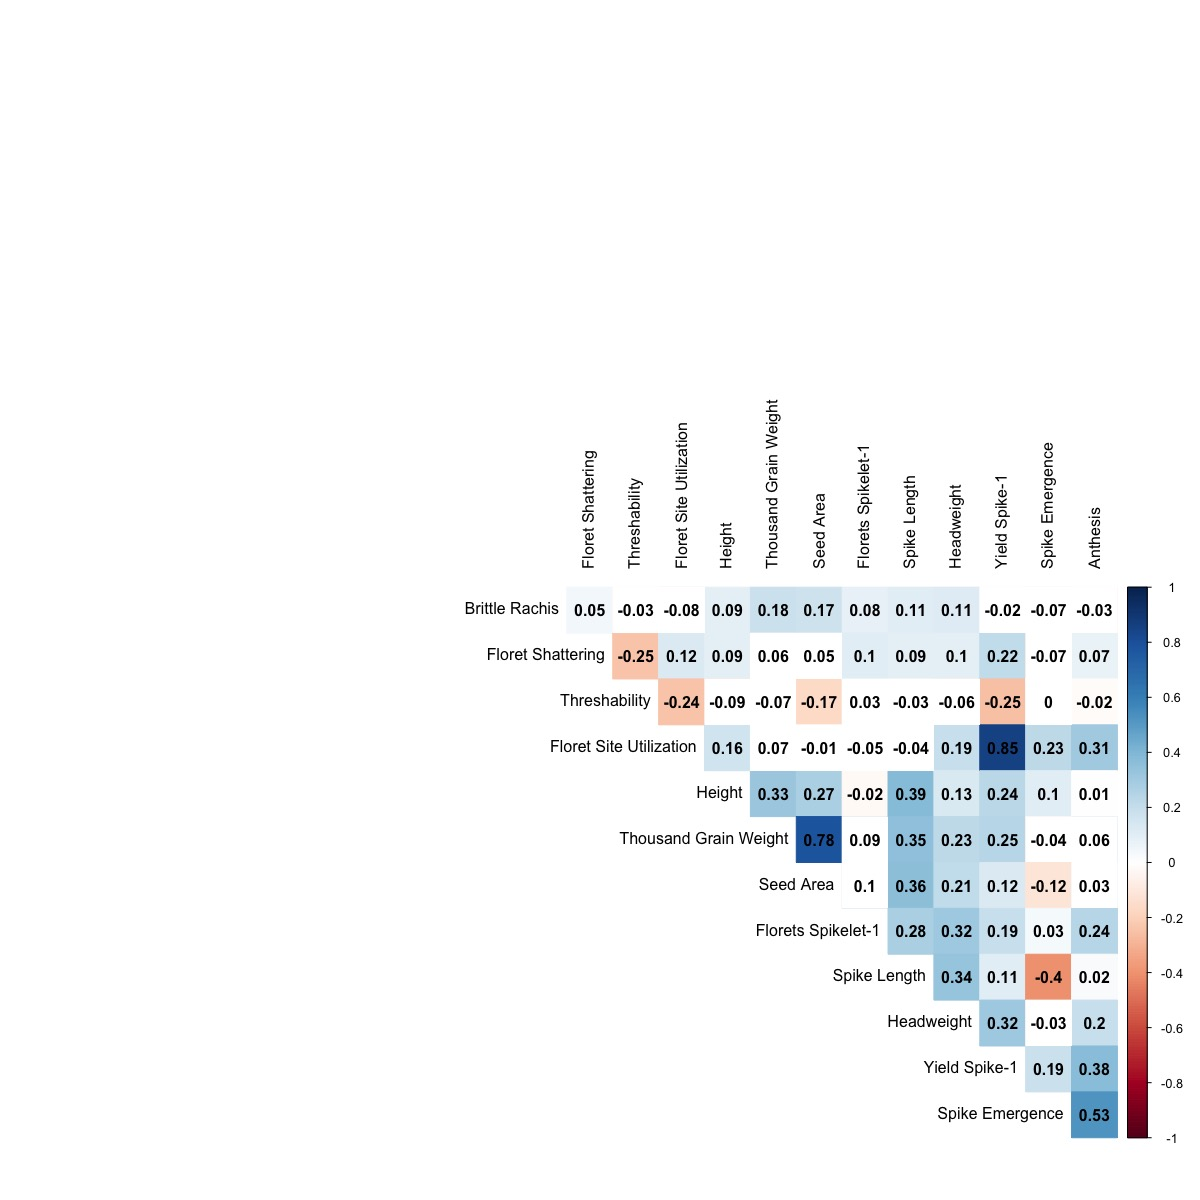 Floret Shattering
Threshability
Floret Site Utilization
Height
Thousand Grain Weight
Seed Area
Florets Spikelet-1
Spike Length
Headweight
Yield Spike-1
Spike Emergence
Anthesis
Brittle Rachis 0.05 -0.03 -0.08 0.09 0.18 0.17 0.08 0.11 0.11 -0.02 -0.07 -0.03
Floret Shattering -0.25 0.12 0.09 0.06 0.05 0.1 0.09 0.1 0.22 -0.07 0.07
Threshability -0.24 -0.09 -0.07 -0.17 0.03 -0.03 -0.06 -0.25 0 -0.02
Floret Site Utilization 0.16 0.07 -0.01 -0.05 -0.04 0.19 0.85 0.23 0.31
Height 0.33 0.27 -0.02 0.39 0.13 0.24 0.1 0.01
Thousand Grain Weight 0.78 0.09 0.35 0.23 0.25 -0.04 0.06
Seed Area 0.1 0.36 0.21 0.12 -0.12 0.03
Florets Spikelet-1 0.28 0.32 0.19 0.03 0.24
Spike Length 0.34 0.11 -0.4 0.02
Headweight 0.32 -0.03 0.2
Yield Spike-1 0.19 0.38
Spike Emergence 0.53
1
0.8
0.6
0.4
0.2
0
-0.2
-0.4
-0.6
-0.8
-1